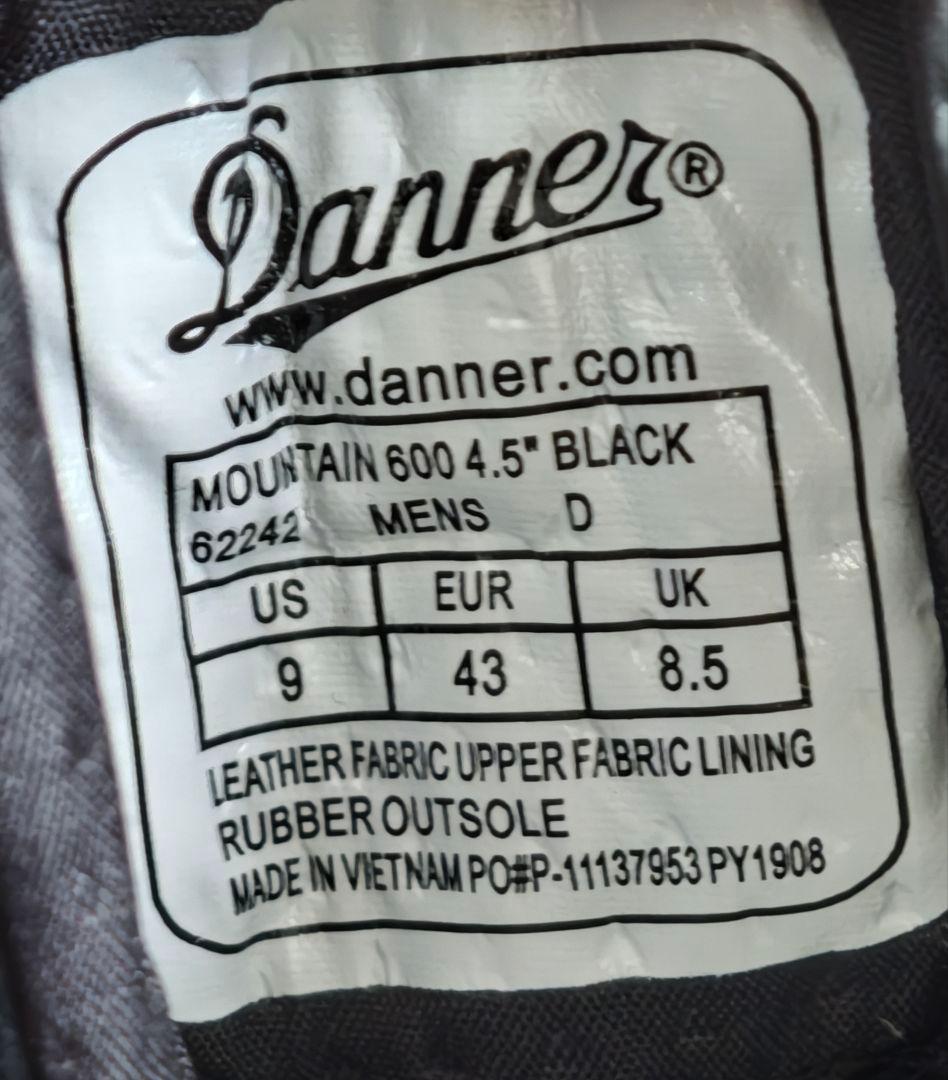 Danner®
www.danner.com
MOUNTAIN 600 4.5" BLACK
62242 MENS D
US EUR UK
9 43 8.5
LEATHER FABRIC UPPER FABRIC LINING
RUBBER OUTSOLE
MADE IN VIETNAM PO#P-11137953 PY1908